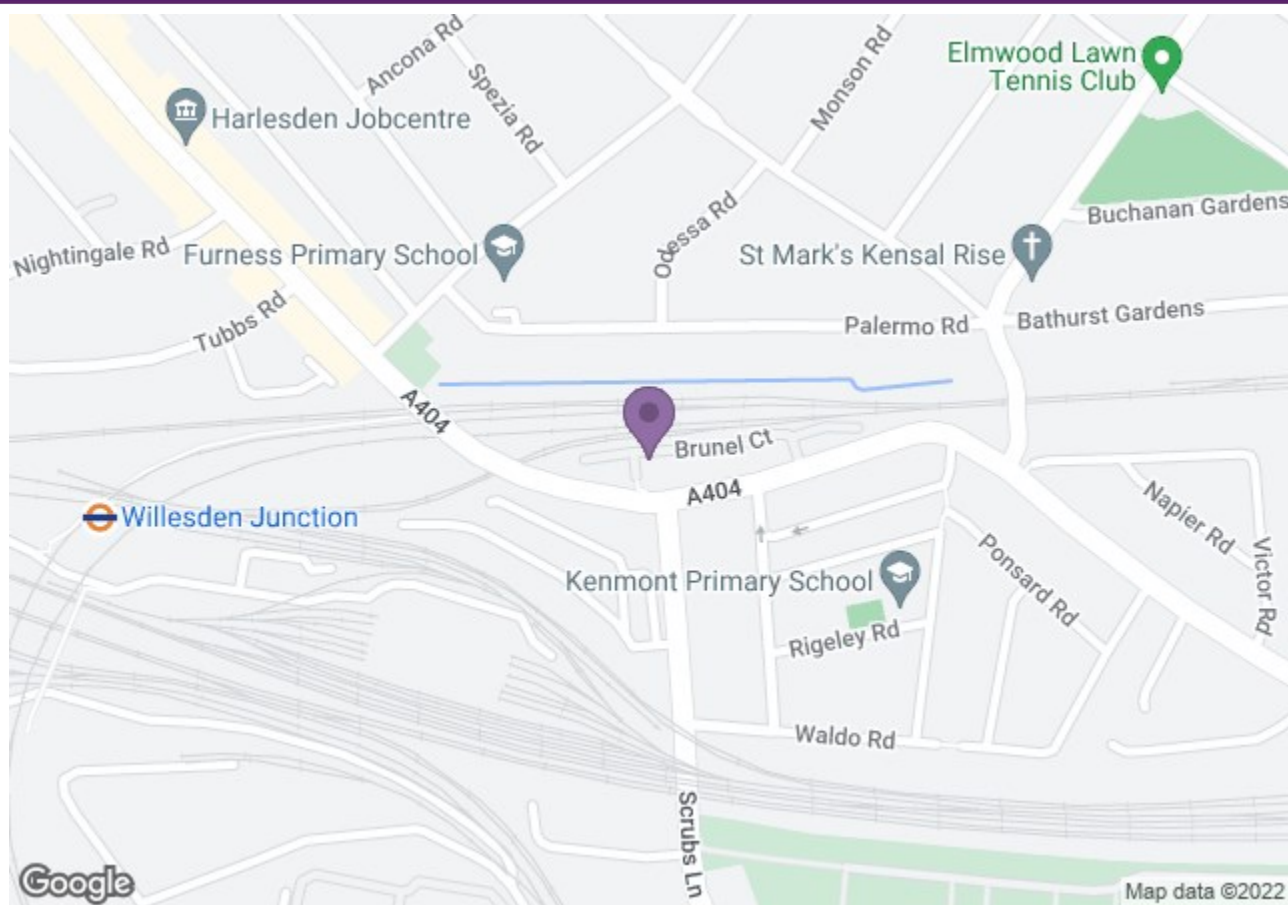 Ancona Rd
Spezia Rd
Monson Rd
Elmwood Lawn
Tennis Club
Harlesden Jobcentre
Buchanan Gardens
Nightingale Rd
Furness Primary School
Odessa Rd
St Mark's Kensal Rise
Tubbs Rd
Palermo Rd
Bathurst Gardens
A404
Brunel Ct
A404
Willesden Junction
Napier Rd
Victor Rd
Ponsard Rd
Kenmont Primary School
Rigeley Rd
Waldo Rd
Scrubs Ln
Google
Map data ©2022